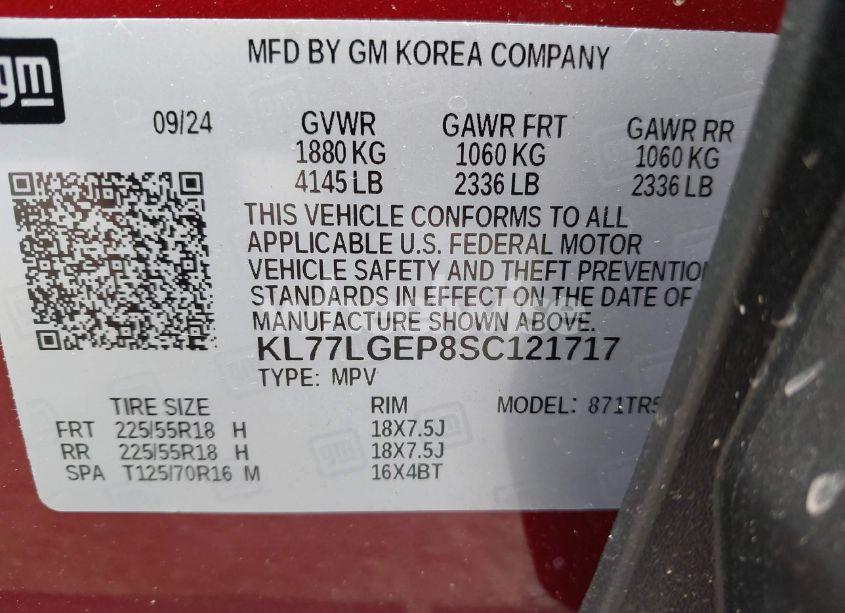 gm
MFD BY GM KOREA COMPANY
09/24 GVWR GAWR FRT GAWR RR
1880 KG 1060 KG 1060 KG
4145 LB 2336 LB 2336 LB
THIS VEHICLE CONFORMS TO ALL
APPLICABLE U.S. FEDERAL MOTOR
VEHICLE SAFETY AND THEFT PREVENTION
STANDARDS IN EFFECT ON THE DATE OF
MANUFACTURE SHOWN ABOVE.
KL77LGEP8SC121717
TYPE: MPV
TIRE SIZE RIM MODEL: 871TR5
FRT 225/55R18 H 18X7.5J
RR 225/55R18 H 18X7.5J
SPA T125/70R16 M 16X4BT